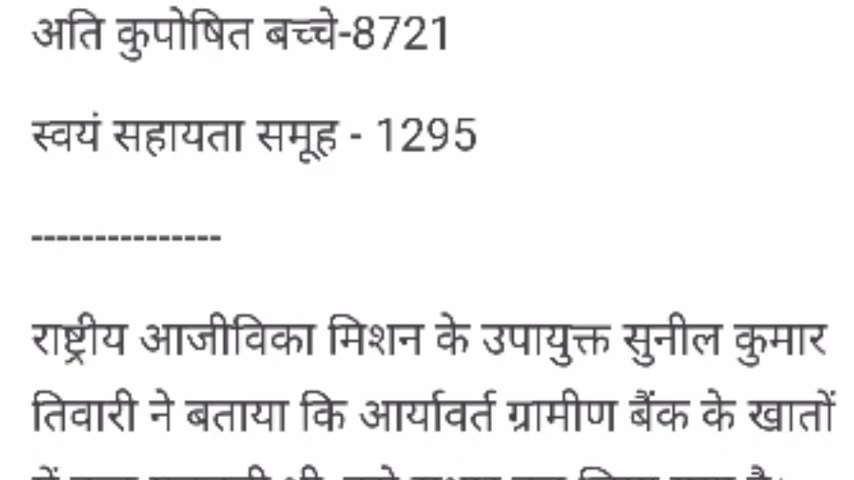 अति कुपोषित बच्चे-8721
स्वयं सहायता समूह - 1295
---------------
राष्ट्रीय आजीविका मिशन के उपायुक्त सुनील कुमार
तिवारी ने बताया कि आर्यावर्त ग्रामीण बैंक के खातों